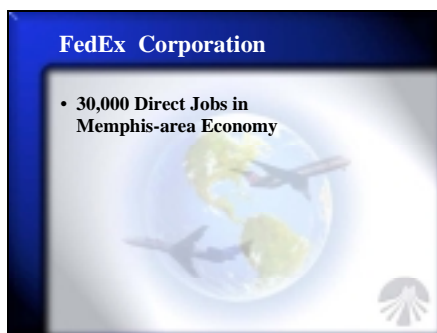 FedEx Corporation
• 30,000 Direct Jobs in
Memphis-area Economy